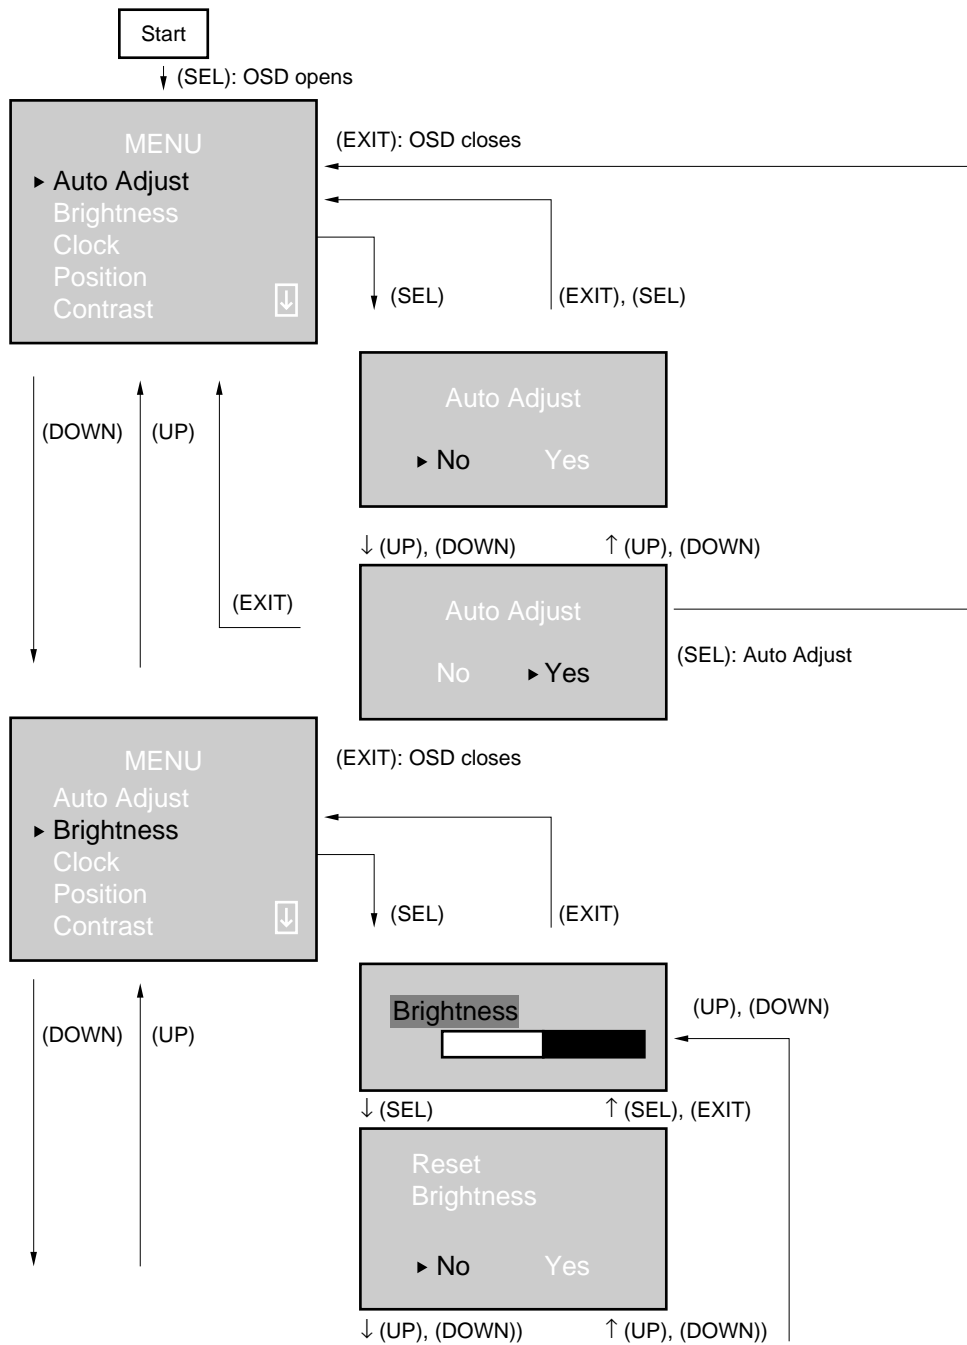 Start
↓ (SEL): OSD opens
MENU
(EXIT): OSD closes
▶ Auto Adjust
Brightness
Clock
Position
Contrast ↓
(SEL) (EXIT), (SEL)
Auto Adjust
▶ No Yes
(DOWN) (UP)
↓ (UP), (DOWN) ↑ (UP), (DOWN)
(EXIT)
Auto Adjust
No ▶ Yes
(SEL): Auto Adjust
MENU
(EXIT): OSD closes
Auto Adjust
▶ Brightness
Clock
Position
Contrast ↓
(SEL) (EXIT)
Brightness
(UP), (DOWN)
(DOWN) (UP)
↓ (SEL) ↑ (SEL), (EXIT)
Reset
Brightness
▶ No Yes
↓ (UP), (DOWN)) ↑ (UP), (DOWN))